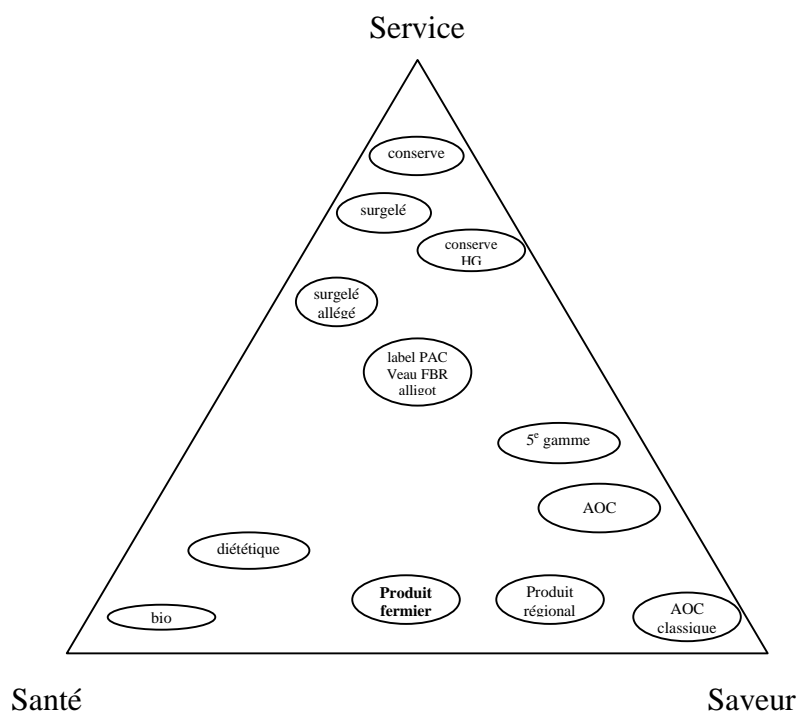 Service
conserve
surgelé
conserve
HG
surgelé
allégé
label PAC
Veau FBR
alligot
5e gamme
AOC
diététique
Produit
fermier
Produit
régional
AOC
classique
bio
Santé
Saveur